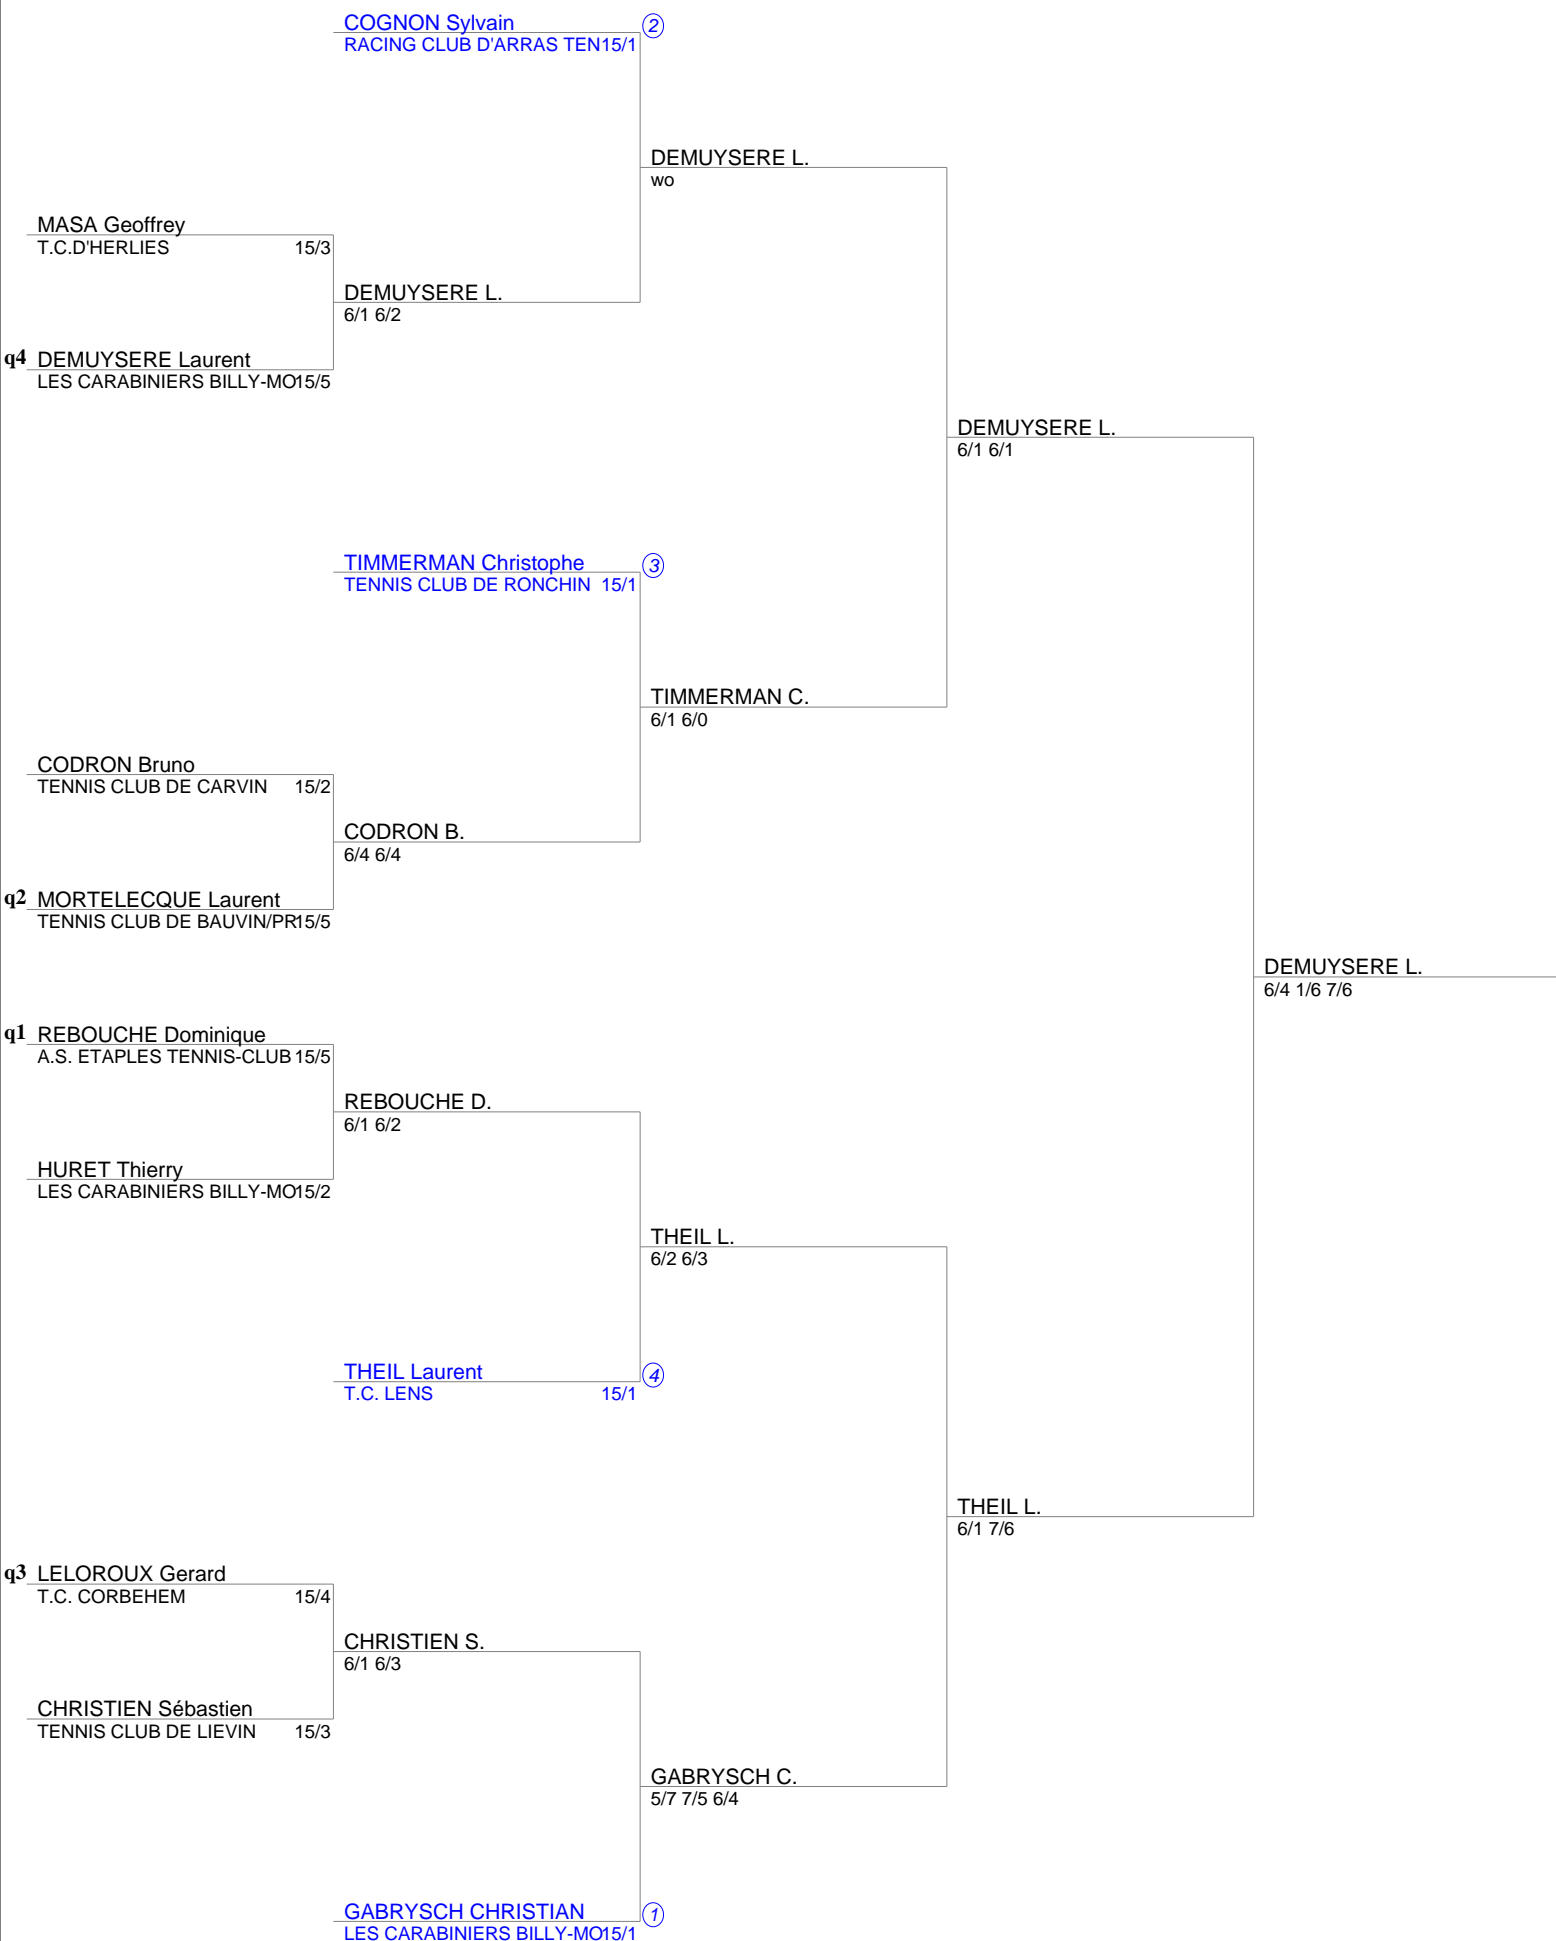 COGNON Sylvain 2
RACING CLUB D'ARRAS TEN15/1
DEMUYSERE L.
wo
MASA Geoffrey
T.C.D'HERLIES 15/3
DEMUYSERE L.
6/1 6/2
q4 DEMUYSERE Laurent
LES CARABINIERS BILLY-MO15/5
DEMUYSERE L.
6/1 6/1
TIMMERMAN Christophe 3
TENNIS CLUB DE RONCHIN 15/1
TIMMERMAN C.
6/1 6/0
CODRON Bruno
TENNIS CLUB DE CARVIN 15/2
CODRON B.
6/4 6/4
q2 MORTELECQUE Laurent
TENNIS CLUB DE BAUVIN/PR15/5
DEMUYSERE L.
6/4 1/6 7/6
q1 REBOUCHE Dominique
A.S. ETAPLES TENNIS-CLUB 15/5
REBOUCHE D.
6/1 6/2
HURET Thierry
LES CARABINIERS BILLY-MO15/2
THEIL L.
6/2 6/3
THEIL Laurent 4
T.C. LENS 15/1
THEIL L.
6/1 7/6
q3 LELOROUX Gerard
T.C. CORBEHEM 15/4
CHRISTIEN S.
6/1 6/3
CHRISTIEN Sébastien
TENNIS CLUB DE LIEVIN 15/3
GABRYSCH C.
5/7 7/5 6/4
GABRYSCH CHRISTIAN 1
LES CARABINIERS BILLY-MO15/1